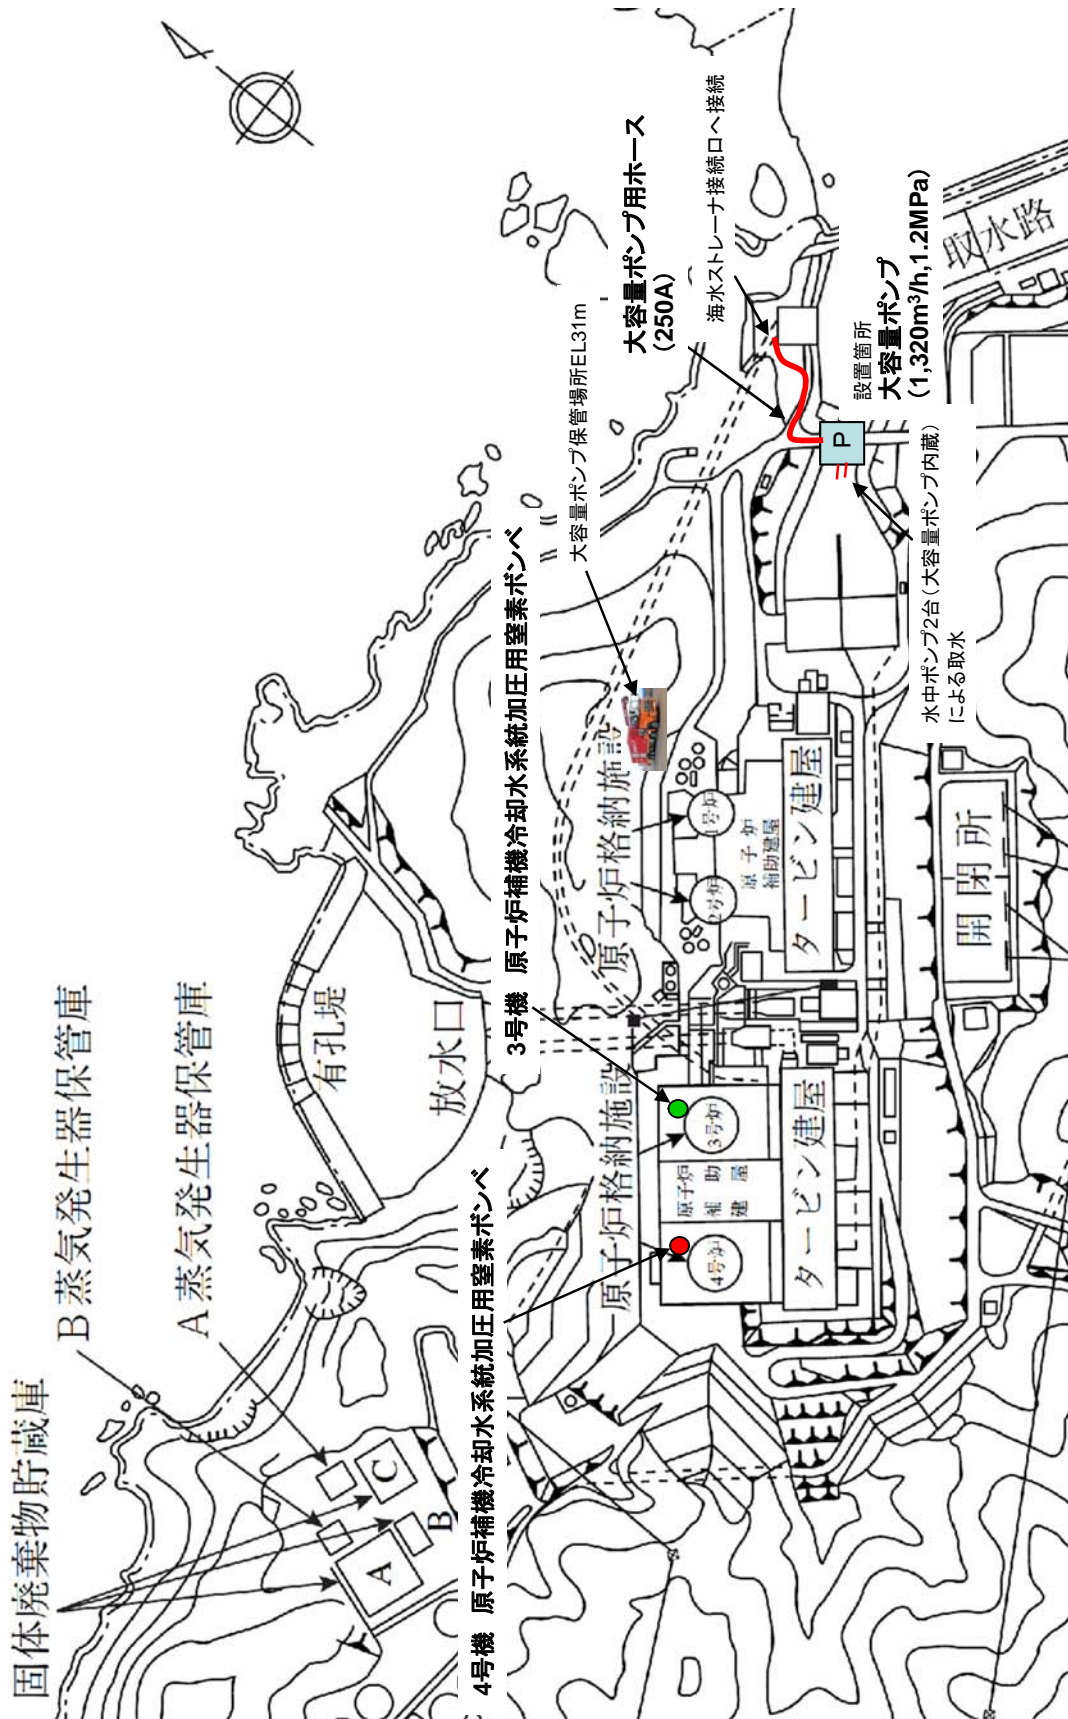 固体廃棄物貯蔵庫
B 蒸気発生器保管庫
A 蒸気発生器保管庫
A
B
C
有孔堤
放水口
4号機 原子炉補機冷却水系統加圧用窒素ボンベ
3号機 原子炉補機冷却水系統加圧用窒素ボンベ
大容量ポンプ保管場所EL31m
大容量ポンプ用ホース
(250A)
海水ストレーナ接続口へ接続
原子炉格納施設
原子炉格納施設
4号炉
3号炉
2号炉
1号炉
原子炉
補助
建屋
原子炉
補助建屋
タービン建屋
タービン建屋
P
設置箇所
大容量ポンプ
(1,320m³/h,1.2MPa)
水中ポンプ2台(大容量ポンプ内蔵)
による取水
取水路
開閉所